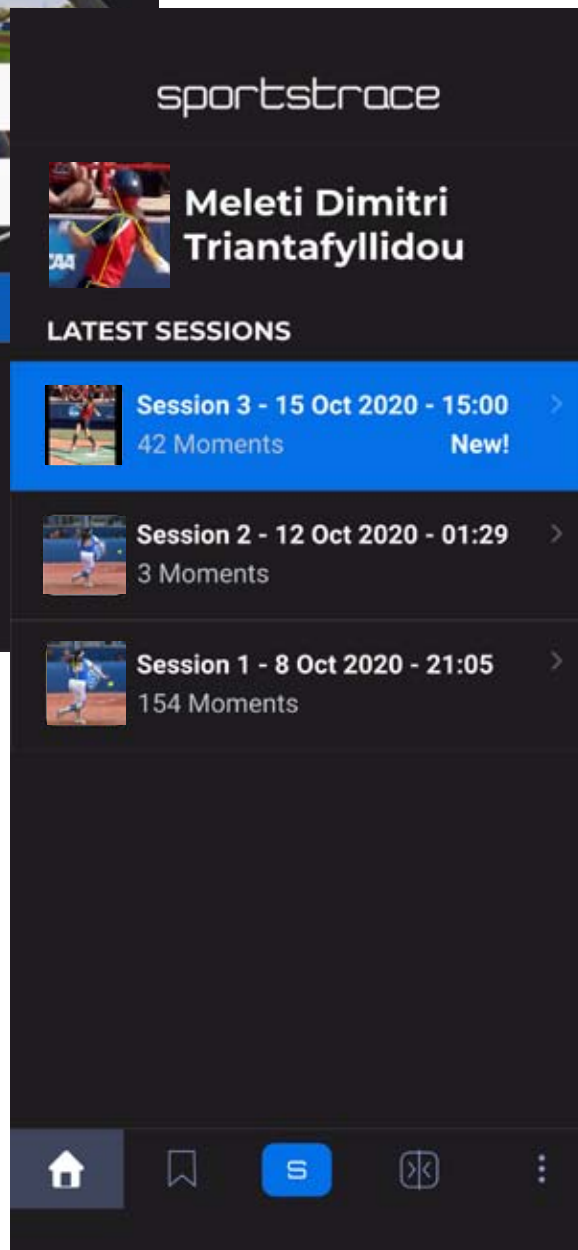 sportstrace
Meleti Dimitri
Triantafyllidou
LATEST SESSIONS
Session 3 - 15 Oct 2020 - 15:00
42 Moments New!
Session 2 - 12 Oct 2020 - 01:29
3 Moments
Session 1 - 8 Oct 2020 - 21:05
154 Moments
S